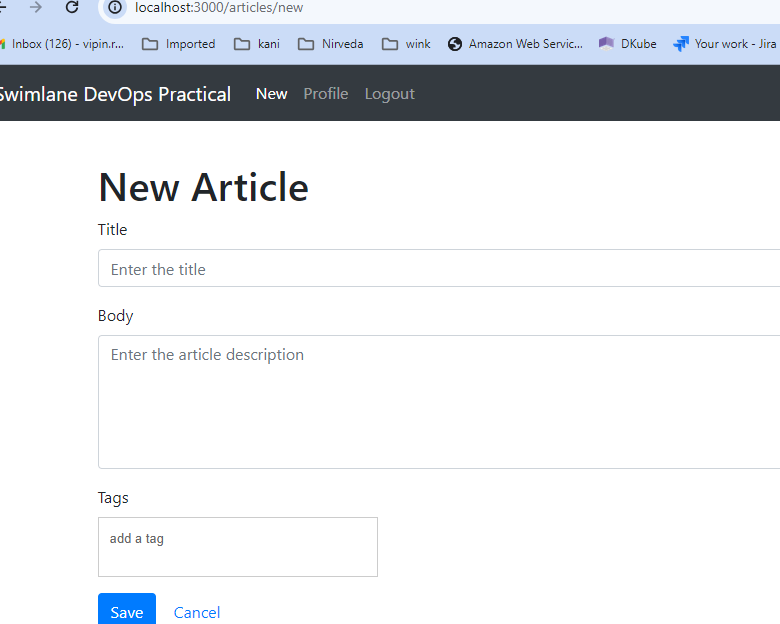 localhost:3000/articles/new
Inbox (126) - vipin.r... Imported kani Nirveda wink Amazon Web Servic... DKube Your work - Jira
Swimlane DevOps Practical New Profile Logout
New Article
Title
Enter the title
Body
Enter the article description
Tags
add a tag
Save Cancel